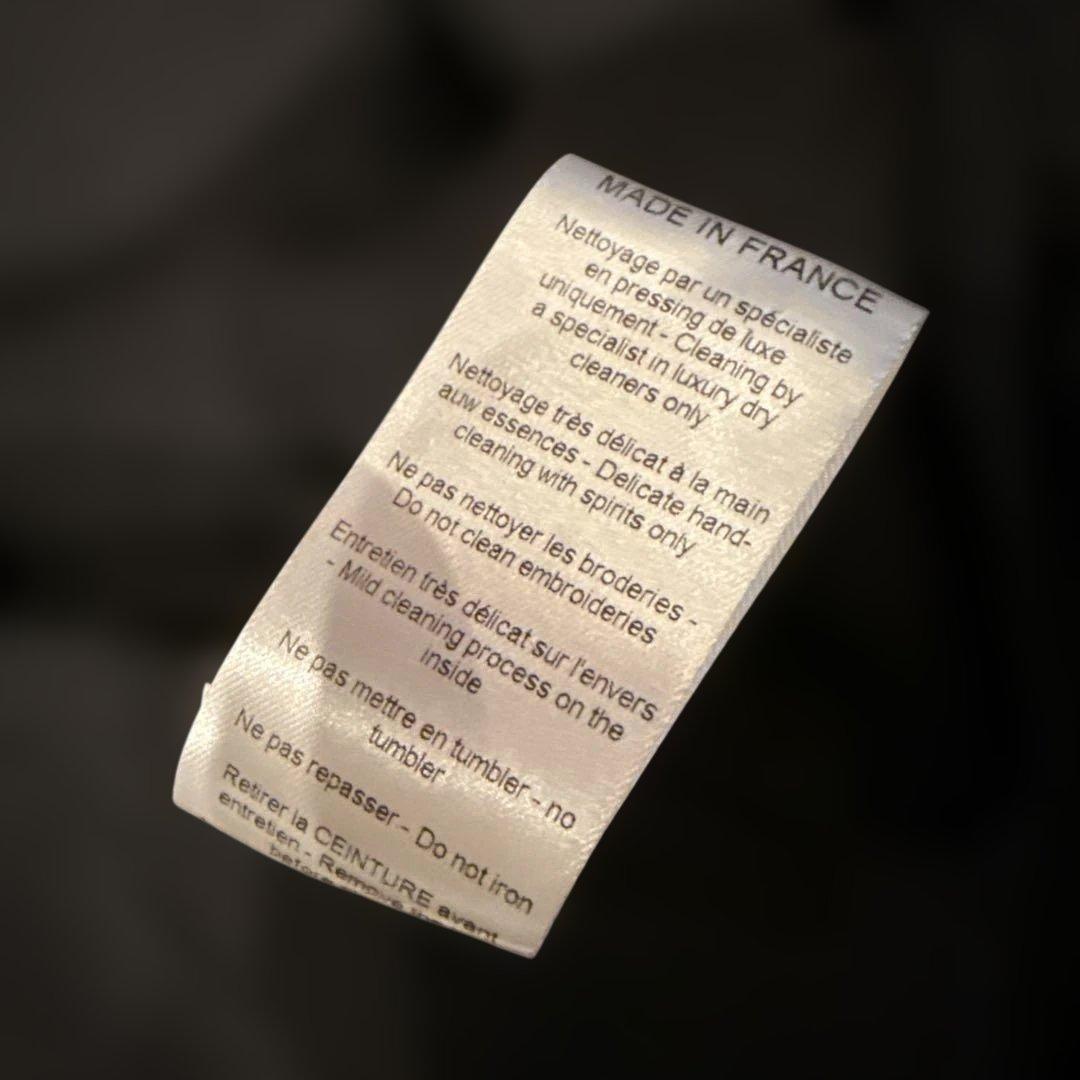 MADE IN FRANCE
Nettoyage par un spécialiste
en pressing de luxe
uniquement - Cleaning by
a specialist in luxury dry
cleaners only
Nettoyage très délicat à la main
auw essences - Delicate hand-
cleaning with spirits only
Ne pas nettoyer les broderies -
Do not clean embroideries
Entretien très délicat sur l'envers
- Mild cleaning process on the
inside
Ne pas mettre en tumbler - no
tumbler
Ne pas repasser - Do not iron
Retirer la CEINTURE avant
entretien - Remove the
before